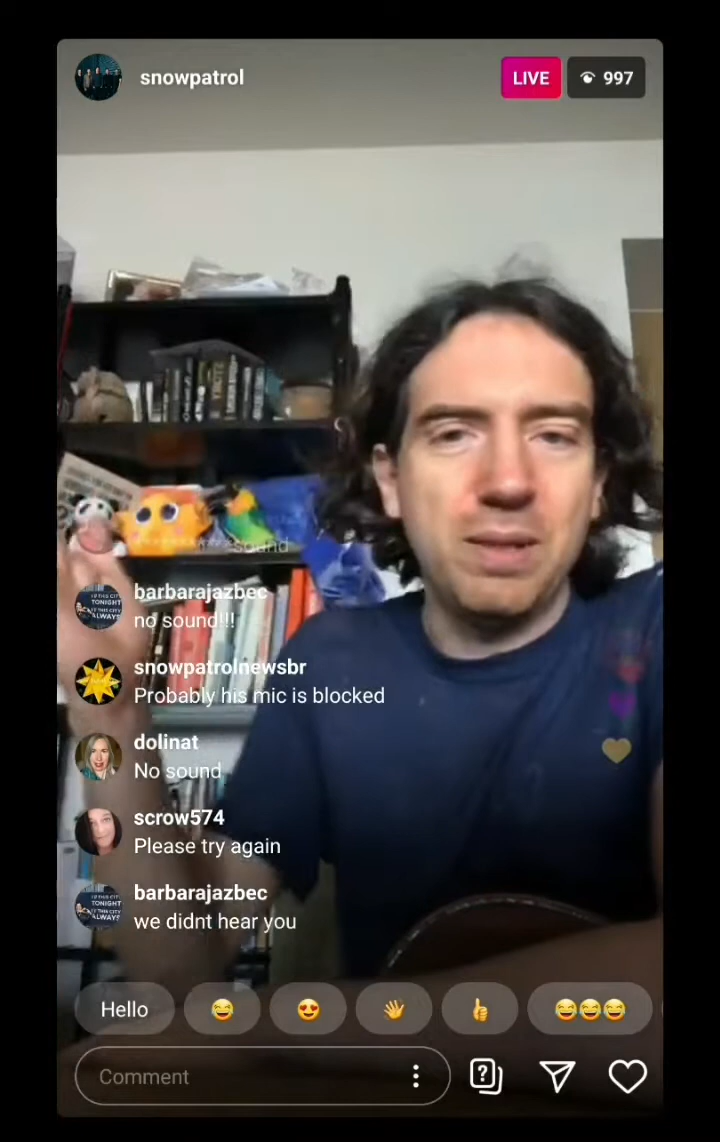 snowpatrol
LIVE
997
sound
barbarajazbec
no sound!!!
snowpatrolnewsbr
Probably his mic is blocked
dolinat
No sound
scrow574
Please try again
barbarajazbec
we didnt hear you
Hello
Comment